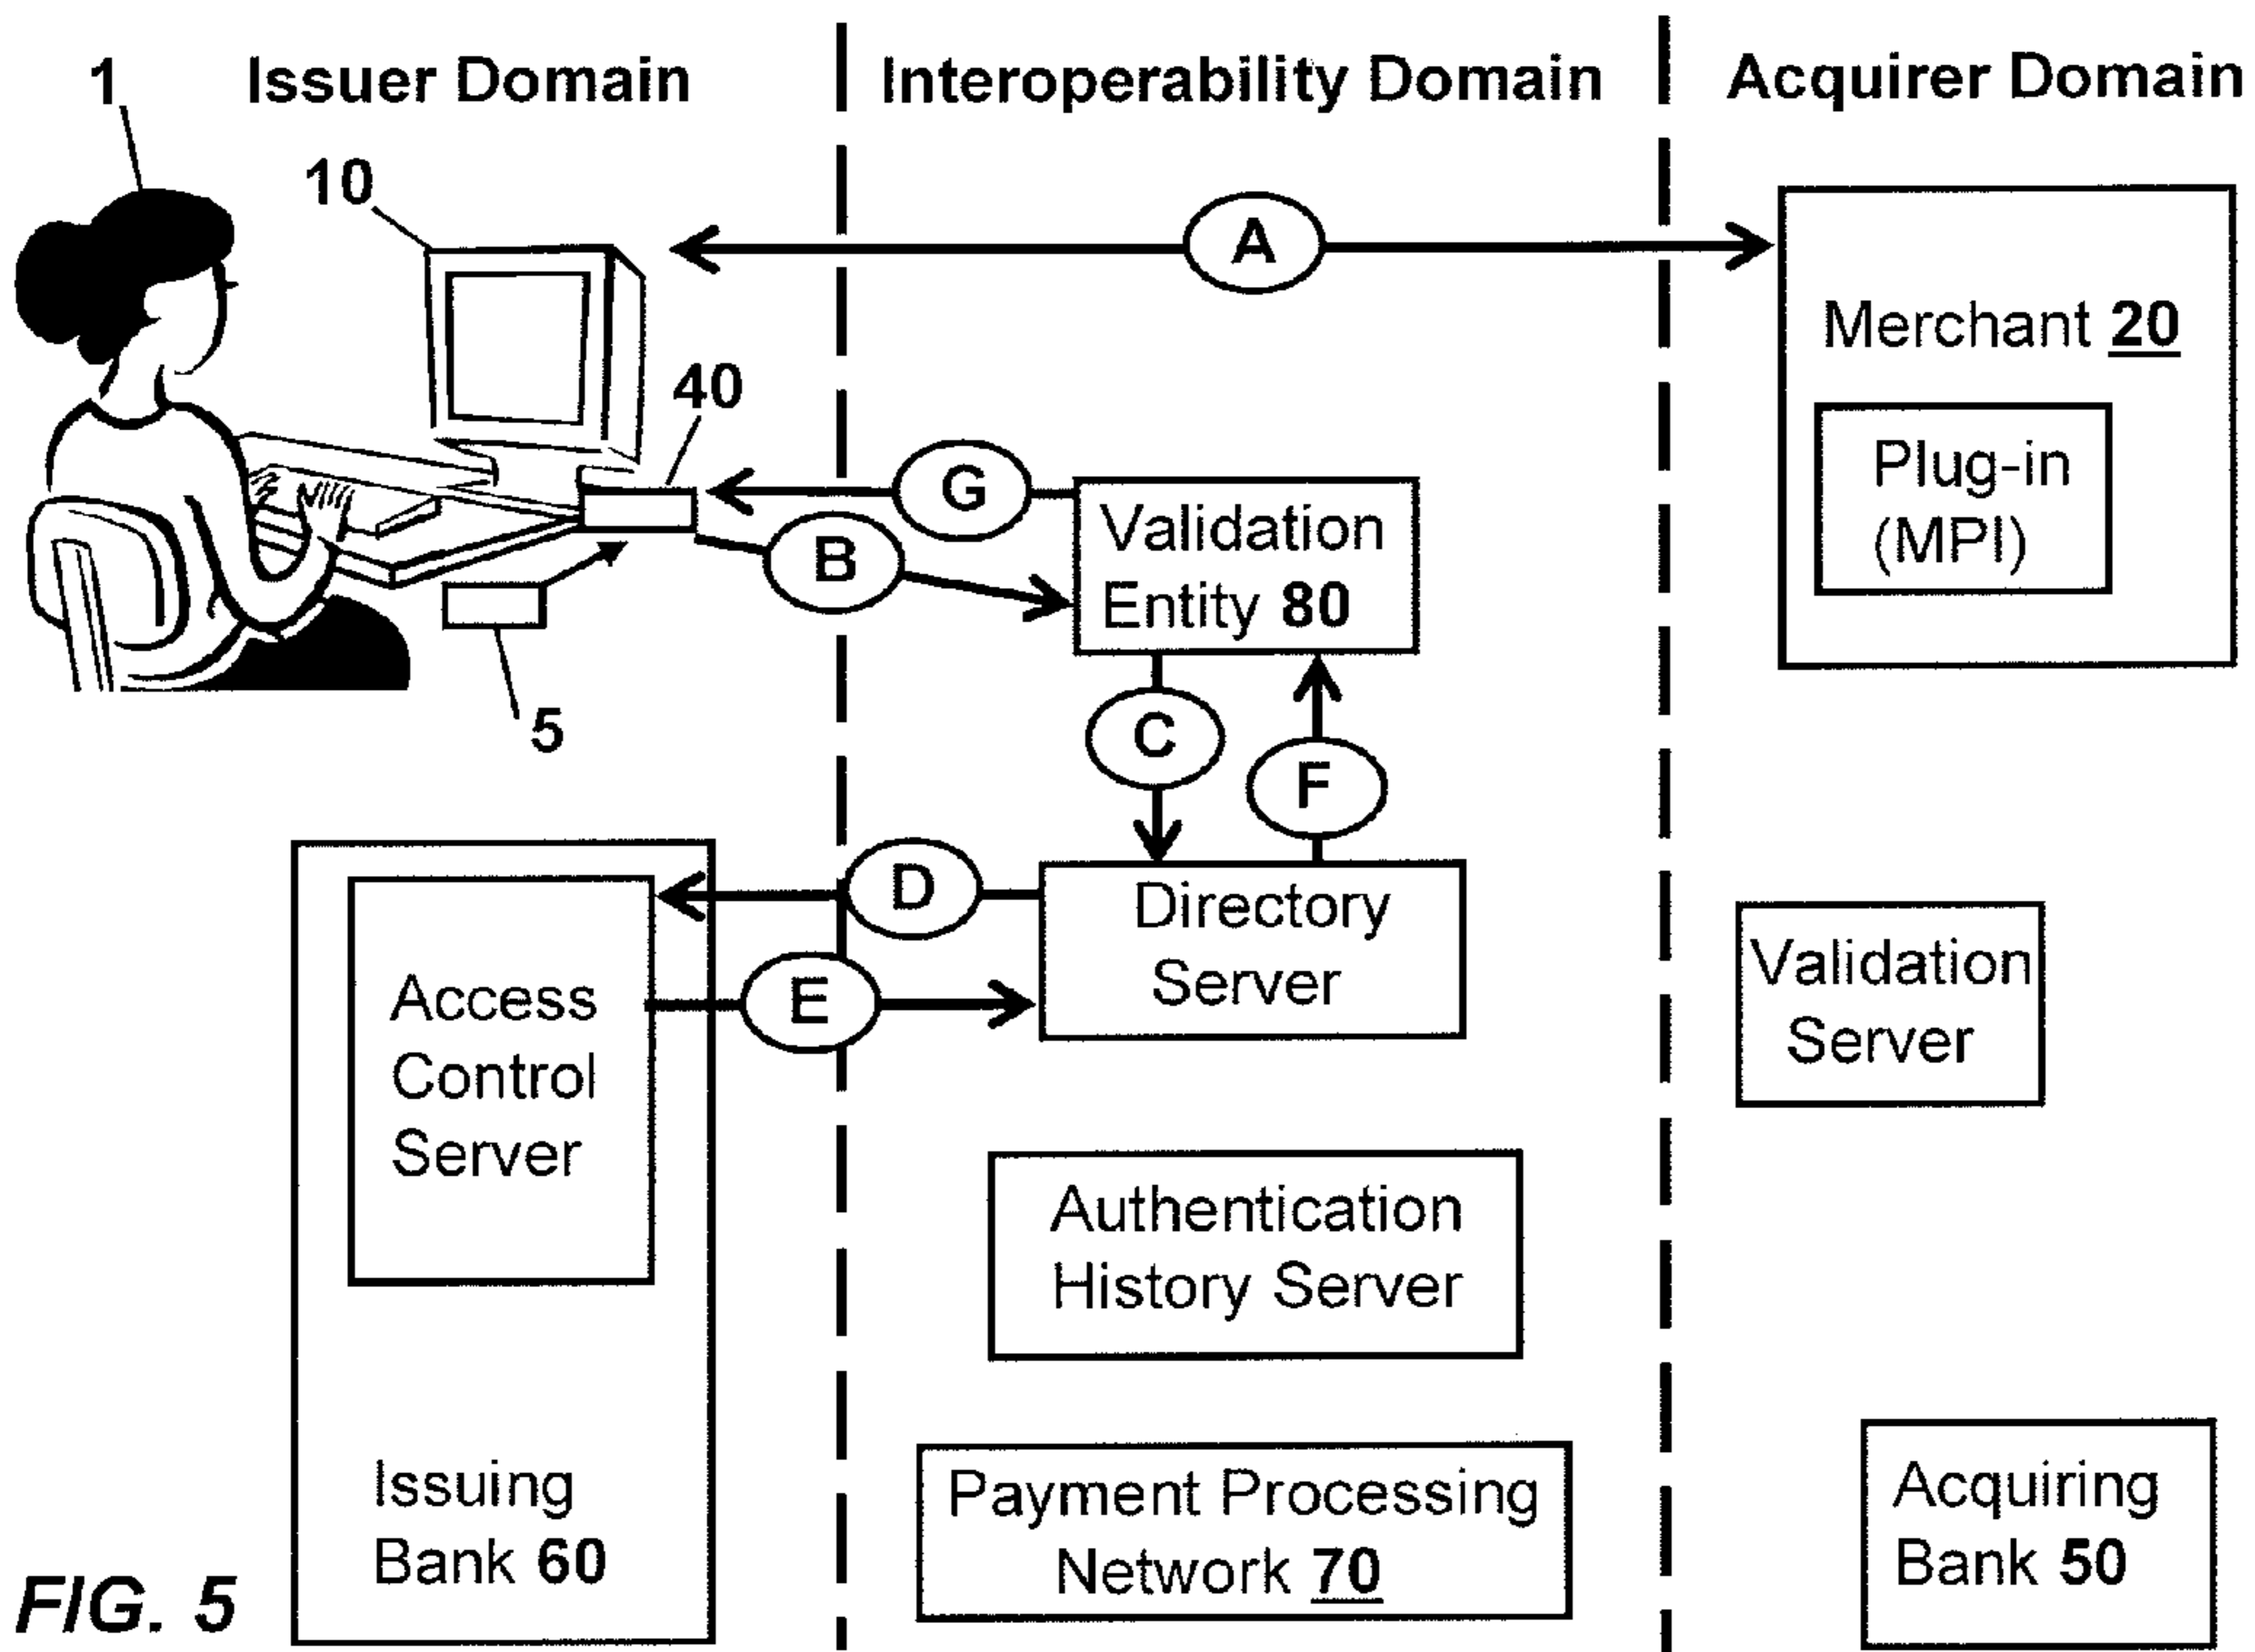 Issuer Domain
Interoperability Domain
Acquirer Domain
1
10
A
Merchant 20
Plug-in
(MPI)
40
G
B
Validation
Entity 80
5
C
F
D
E
Directory
Server
Access
Control
Server
Validation
Server
Authentication
History Server
Issuing
Bank 60
Payment Processing
Network 70
Acquiring
Bank 50
FIG. 5